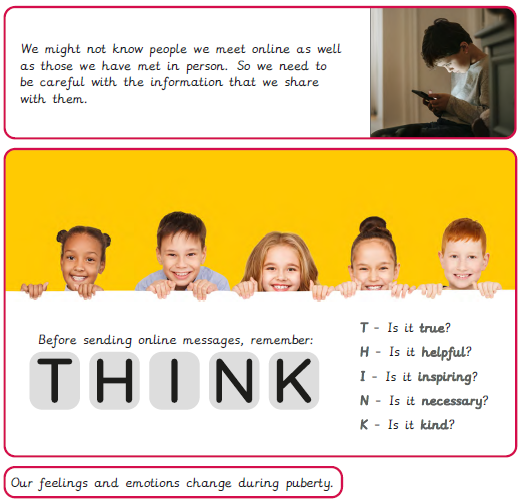 We might not know people we meet online as well
as those we have met in person. So we need to
be careful with the information that we share
with them.
Before sending online messages, remember:
THINK
T - Is it true?
H - Is it helpful?
I - Is it inspiring?
N - Is it necessary?
K - Is it kind?
Our feelings and emotions change during puberty.